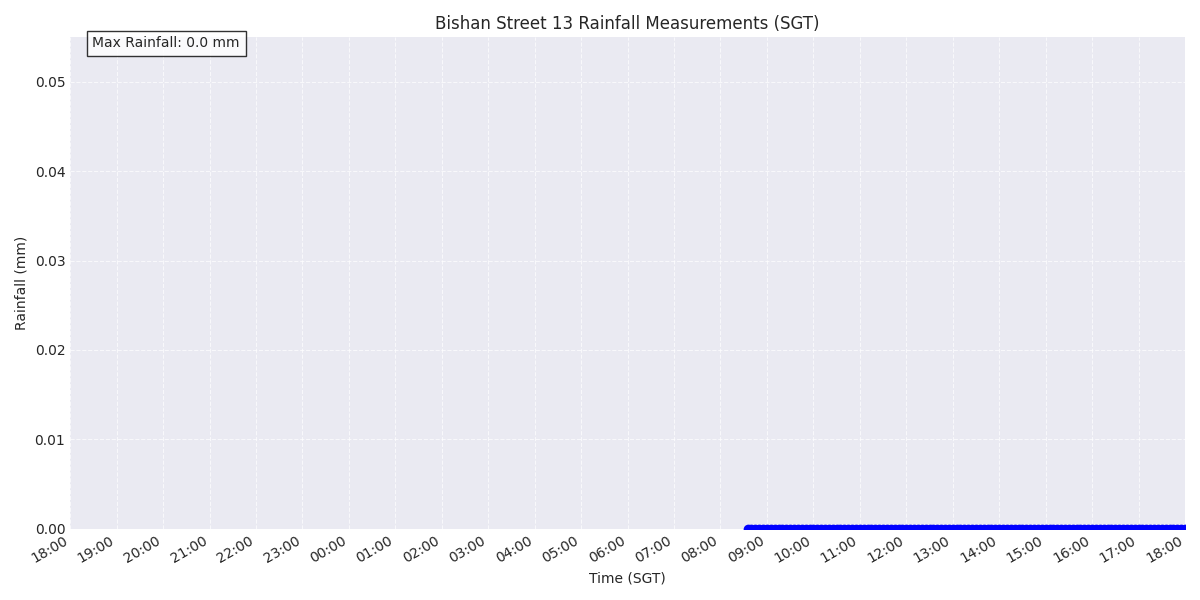 Bishan Street 13 Rainfall Measurements (SGT)
Max Rainfall: 0.0 mm
0.05
0.04
0.03
0.02
0.01
0.00
Rainfall (mm)
18:00 19:00 20:00 21:00 22:00 23:00 00:00 01:00 02:00 03:00 04:00 05:00 06:00 07:00 08:00 09:00 10:00 11:00 12:00 13:00 14:00 15:00 16:00 17:00 18:00
Time (SGT)